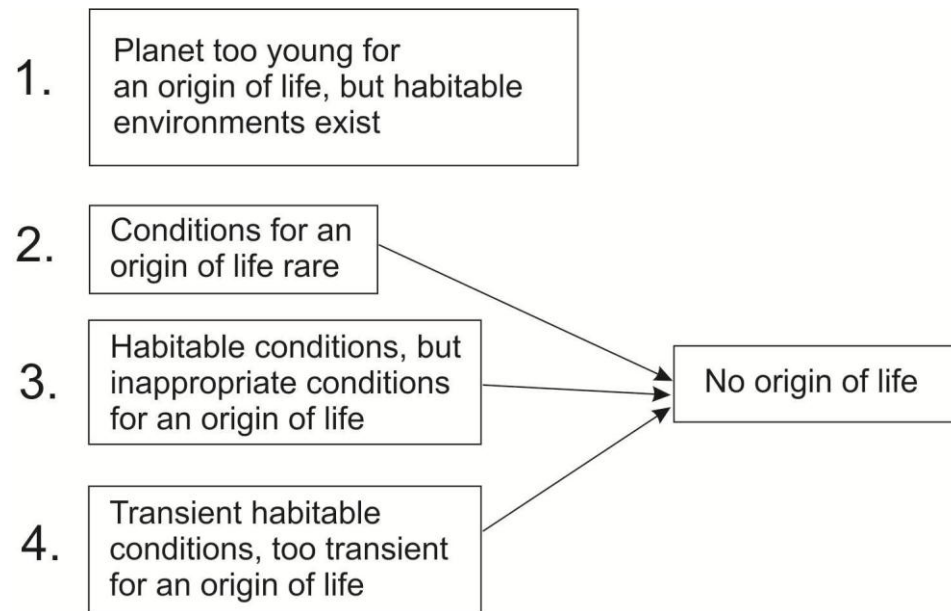 1.
Planet too young for
an origin of life, but habitable
environments exist
2.
Conditions for an
origin of life rare
3.
Habitable conditions, but
inappropriate conditions
for an origin of life
No origin of life
4.
Transient habitable
conditions, too transient
for an origin of life